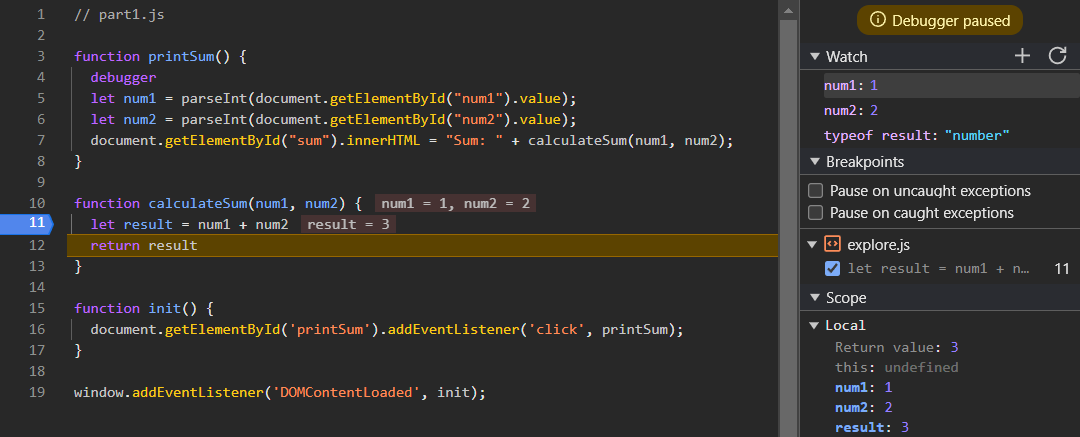 1 // part1.js
2
3 function printSum() {
4 debugger
5 let num1 = parseInt(document.getElementById("num1").value);
6 let num2 = parseInt(document.getElementById("num2").value);
7 document.getElementById("sum").innerHTML = "Sum: " + calculateSum(num1, num2);
8 }
9
10 function calculateSum(num1, num2) { num1 = 1, num2 = 2
11 let result = num1 + num2 result = 3
12 return result
13 }
14
15 function init() {
16 document.getElementById('printSum').addEventListener('click', printSum);
17 }
18
19 window.addEventListener('DOMContentLoaded', init);
Debugger paused
Watch
num1: 1
num2: 2
typeof result: "number"
Breakpoints
Pause on uncaught exceptions
Pause on caught exceptions
explore.js
let result = num1 + n… 11
Scope
Local
Return value: 3
this: undefined
num1: 1
num2: 2
result: 3